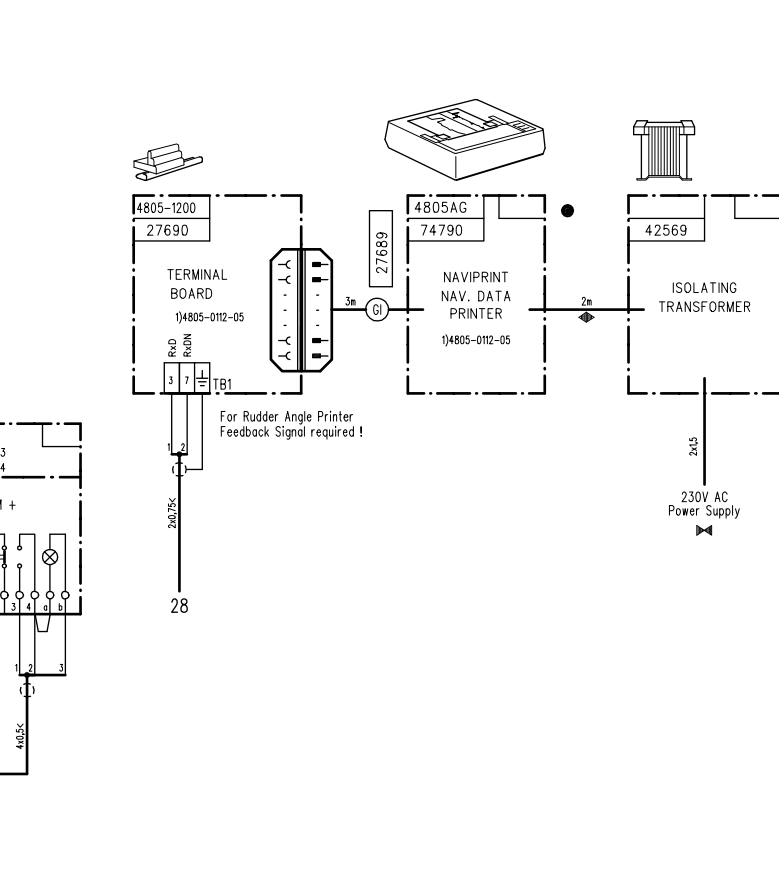 4805-1200
27690
TERMINAL
BOARD
1)4805-0112-05
RxD
RxDN
3 7
TB1
For Rudder Angle Printer
Feedback Signal required !
1 2
2x0,75<
28
3m
GI
27689
4805AG
74790
NAVIPRINT
NAV. DATA
PRINTER
1)4805-0112-05
2m
42569
ISOLATING
TRANSFORMER
2x1,5
230V AC
Power Supply
3
4
+
3 4 a b
1 2 3
4x0,5<